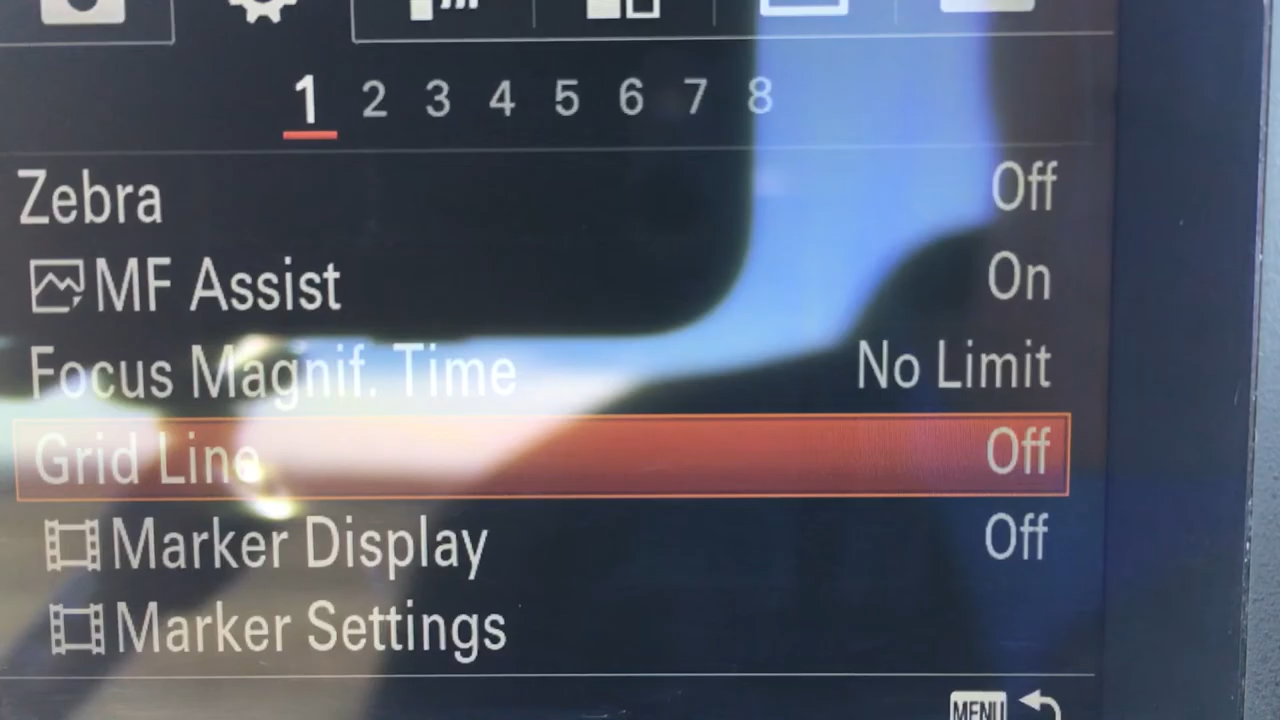 1 2 3 4 5 6 7 8
Zebra Off
MF Assist On
Focus Magnif. Time No Limit
Grid Line Off
Marker Display Off
Marker Settings
MENU